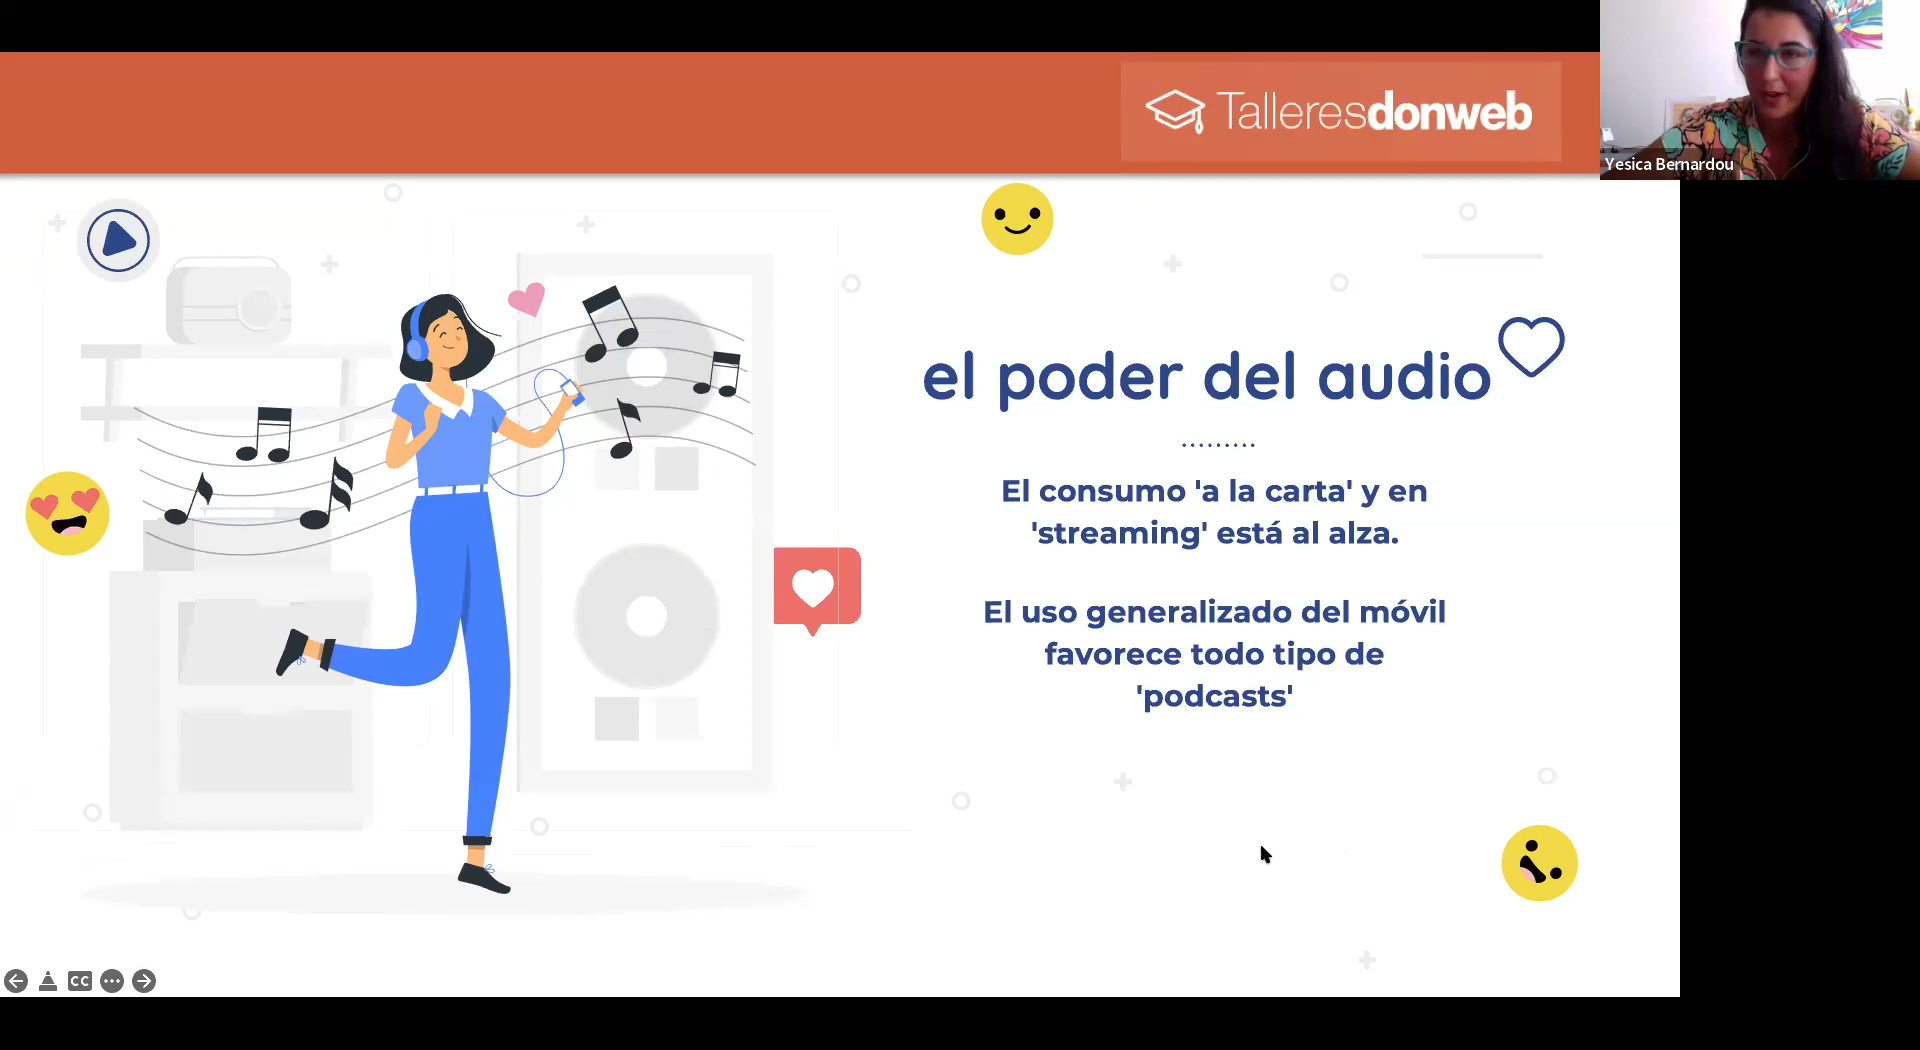 Talleresdonweb
Yesica Bernardou
el poder del audio
El consumo 'a la carta' y en
'streaming' está al alza.
El uso generalizado del móvil
favorece todo tipo de
'podcasts'
CC